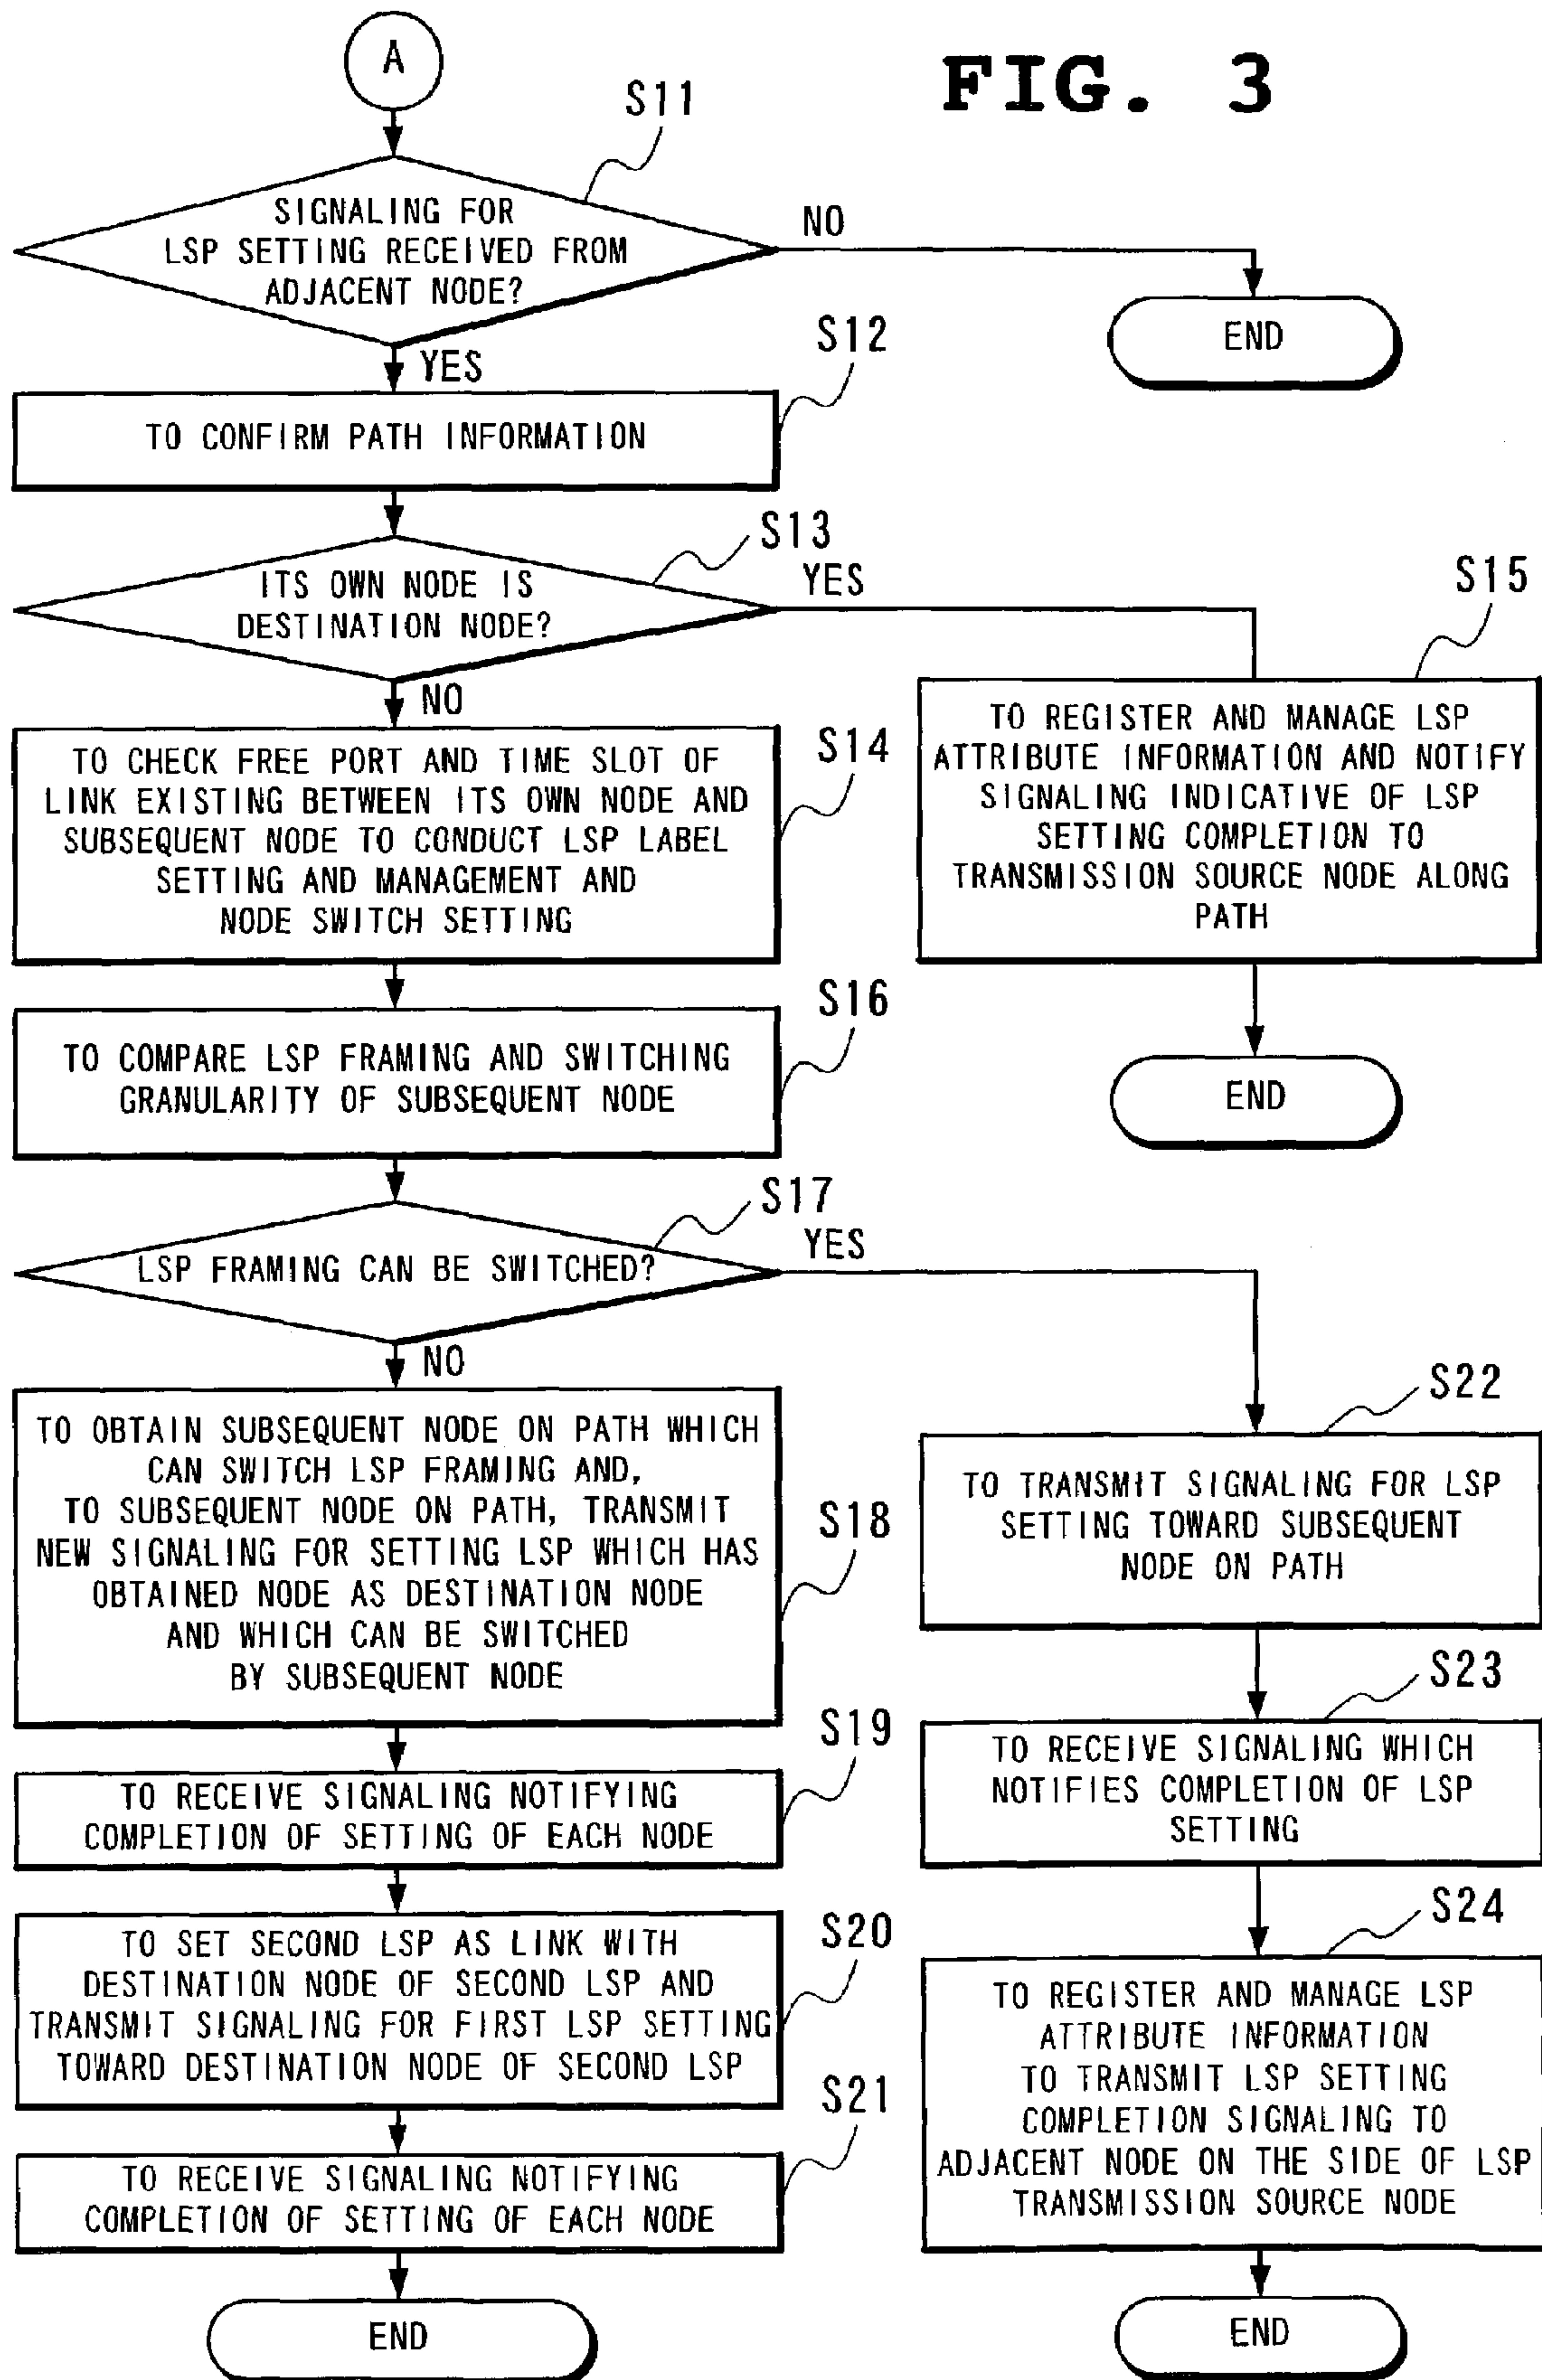 A
FIG. 3
S11
SIGNALING FOR
LSP SETTING RECEIVED FROM
ADJACENT NODE?
NO
END
YES
S12
TO CONFIRM PATH INFORMATION
S13
ITS OWN NODE IS
DESTINATION NODE?
YES
S15
TO REGISTER AND MANAGE LSP
ATTRIBUTE INFORMATION AND NOTIFY
SIGNALING INDICATIVE OF LSP
SETTING COMPLETION TO
TRANSMISSION SOURCE NODE ALONG
PATH
END
NO
S14
TO CHECK FREE PORT AND TIME SLOT OF
LINK EXISTING BETWEEN ITS OWN NODE AND
SUBSEQUENT NODE TO CONDUCT LSP LABEL
SETTING AND MANAGEMENT AND
NODE SWITCH SETTING
S16
TO COMPARE LSP FRAMING AND SWITCHING
GRANULARITY OF SUBSEQUENT NODE
S17
LSP FRAMING CAN BE SWITCHED?
YES
NO
S18
TO OBTAIN SUBSEQUENT NODE ON PATH WHICH
CAN SWITCH LSP FRAMING AND,
TO SUBSEQUENT NODE ON PATH, TRANSMIT
NEW SIGNALING FOR SETTING LSP WHICH HAS
OBTAINED NODE AS DESTINATION NODE
AND WHICH CAN BE SWITCHED
BY SUBSEQUENT NODE
S19
TO RECEIVE SIGNALING NOTIFYING
COMPLETION OF SETTING OF EACH NODE
S20
TO SET SECOND LSP AS LINK WITH
DESTINATION NODE OF SECOND LSP AND
TRANSMIT SIGNALING FOR FIRST LSP SETTING
TOWARD DESTINATION NODE OF SECOND LSP
S21
TO RECEIVE SIGNALING NOTIFYING
COMPLETION OF SETTING OF EACH NODE
END
S22
TO TRANSMIT SIGNALING FOR LSP
SETTING TOWARD SUBSEQUENT
NODE ON PATH
S23
TO RECEIVE SIGNALING WHICH
NOTIFIES COMPLETION OF LSP
SETTING
S24
TO REGISTER AND MANAGE LSP
ATTRIBUTE INFORMATION
TO TRANSMIT LSP SETTING
COMPLETION SIGNALING TO
ADJACENT NODE ON THE SIDE OF LSP
TRANSMISSION SOURCE NODE
END